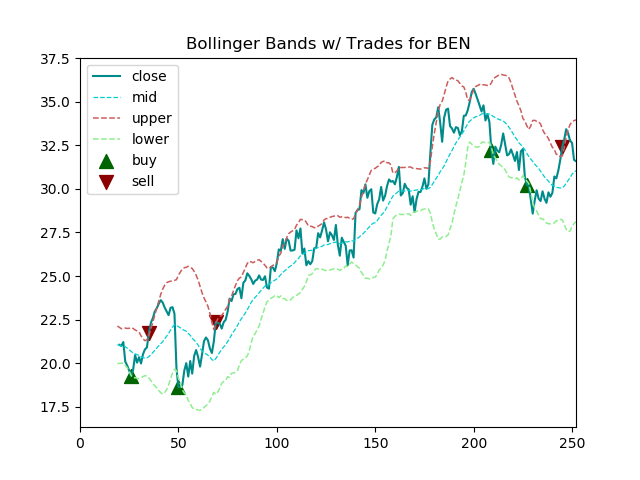 Bollinger Bands w/ Trades for BEN
37.5
35.0
32.5
30.0
27.5
25.0
22.5
20.0
17.5
close
mid
upper
lower
buy
sell
0 50 100 150 200 250